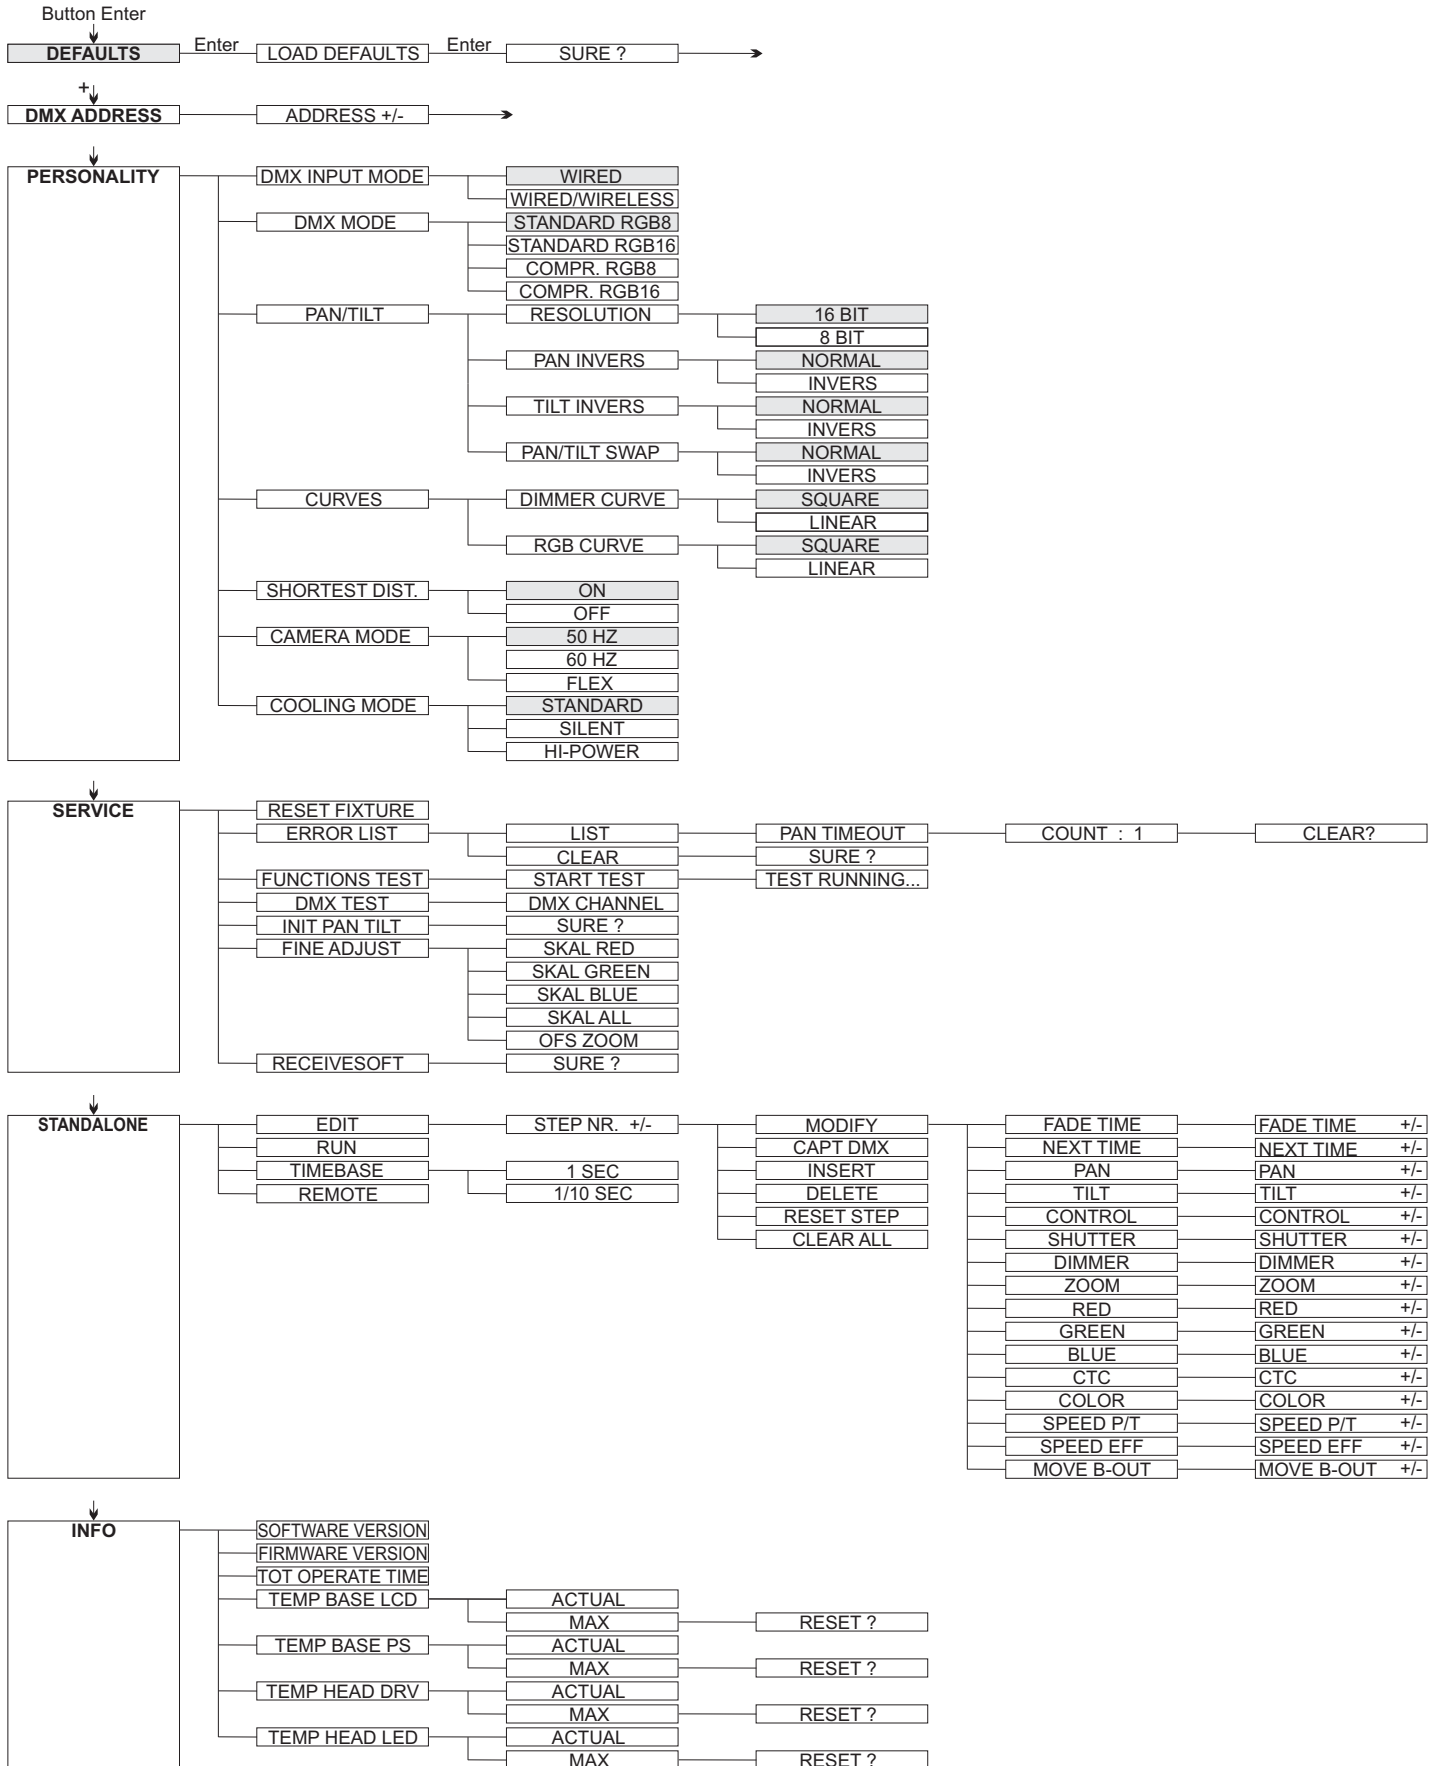 Button Enter
DEFAULTS Enter LOAD DEFAULTS Enter SURE ?
+
DMX ADDRESS ADDRESS +/-
PERSONALITY DMX INPUT MODE WIRED
WIRED/WIRELESS
DMX MODE STANDARD RGB8
STANDARD RGB16
COMPR. RGB8
COMPR. RGB16
PAN/TILT RESOLUTION 16 BIT
8 BIT
PAN INVERS NORMAL
INVERS
TILT INVERS NORMAL
INVERS
PAN/TILT SWAP NORMAL
INVERS
CURVES DIMMER CURVE SQUARE
LINEAR
RGB CURVE SQUARE
LINEAR
SHORTEST DIST. ON
OFF
CAMERA MODE 50 HZ
60 HZ
FLEX
COOLING MODE STANDARD
SILENT
HI-POWER
SERVICE RESET FIXTURE
ERROR LIST LIST PAN TIMEOUT COUNT : 1 CLEAR?
CLEAR SURE ?
FUNCTIONS TEST START TEST TEST RUNNING...
DMX TEST DMX CHANNEL
INIT PAN TILT SURE ?
FINE ADJUST SKAL RED
SKAL GREEN
SKAL BLUE
SKAL ALL
OFS ZOOM
RECEIVESOFT SURE ?
STANDALONE EDIT STEP NR. +/- MODIFY FADE TIME FADE TIME +/-
RUN CAPT DMX NEXT TIME NEXT TIME +/-
TIMEBASE 1 SEC INSERT PAN PAN +/-
REMOTE 1/10 SEC DELETE TILT TILT +/-
RESET STEP CONTROL CONTROL +/-
CLEAR ALL SHUTTER SHUTTER +/-
DIMMER DIMMER +/-
ZOOM ZOOM +/-
RED RED +/-
GREEN GREEN +/-
BLUE BLUE +/-
CTC CTC +/-
COLOR COLOR +/-
SPEED P/T SPEED P/T +/-
SPEED EFF SPEED EFF +/-
MOVE B-OUT MOVE B-OUT +/-
INFO SOFTWARE VERSION
FIRMWARE VERSION
TOT OPERATE TIME
TEMP BASE LCD ACTUAL
MAX RESET ?
TEMP BASE PS ACTUAL
MAX RESET ?
TEMP HEAD DRV ACTUAL
MAX RESET ?
TEMP HEAD LED ACTUAL
MAX RESET ?